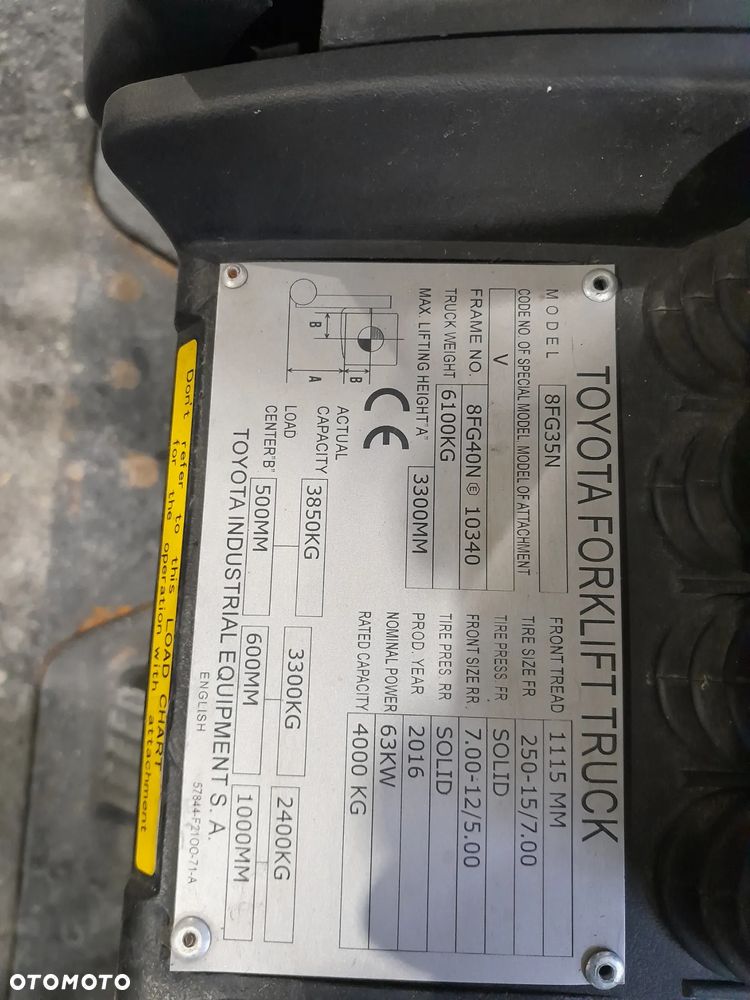 TOYOTA FORKLIFT TRUCK
MODEL 8FG35N
CODE NO. OF SPECIAL MODEL. MODEL OF ATTACHMENT
V
FRAME NO. 8FG40N E 10340
TRUCK WEIGHT 6100KG
MAX. LIFTING HEIGHT"A" 3300MM
FRONT TREAD 1115 MM
TIRE SIZE FR 250-15/7.00
TIRE PRESS. FR SOLID
FRONT SIZE RR. 7.00-12/5.00
TIRE PRES RR SOLID
PROD. YEAR 2016
NOMINAL POWER 63KW
RATED CAPACITY 4000 KG
CE
B
B
A
ACTUAL
CAPACITY 3850KG 3300KG 2400KG
LOAD
CENTER"B" 500MM 600MM 1000MM
TOYOTA INDUSTRIAL EQUIPMENT S. A.
ENGLISH 57844-F2100-71-A
Don't refer to this LOAD CHART
for the operation with attachment
OTOMOTO